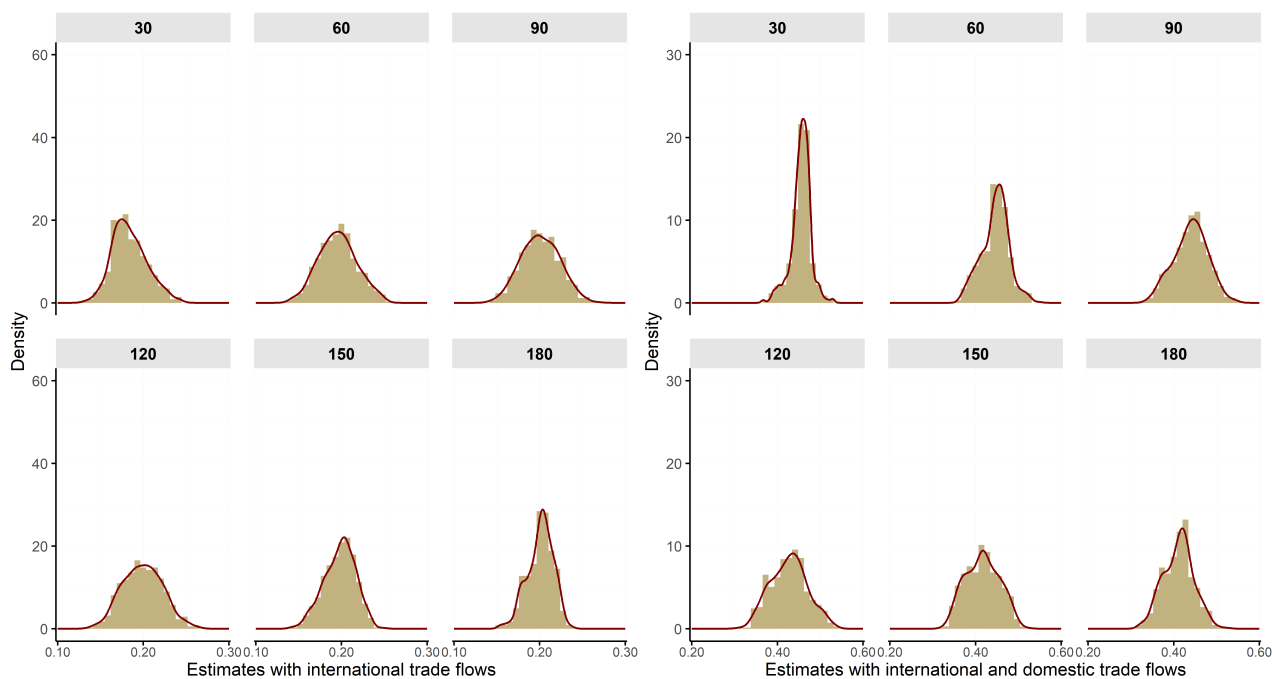 30 60 90
60
40
20
0
Density
120 150 180
60
40
20
0
0.10 0.20 0.30 0.10 0.20 0.30 0.10 0.20 0.30
Estimates with international trade flows
30 60 90
30
20
10
0
Density
120 150 180
30
20
10
0
0.20 0.40 0.60 0.20 0.40 0.60 0.20 0.40 0.60
Estimates with international and domestic trade flows